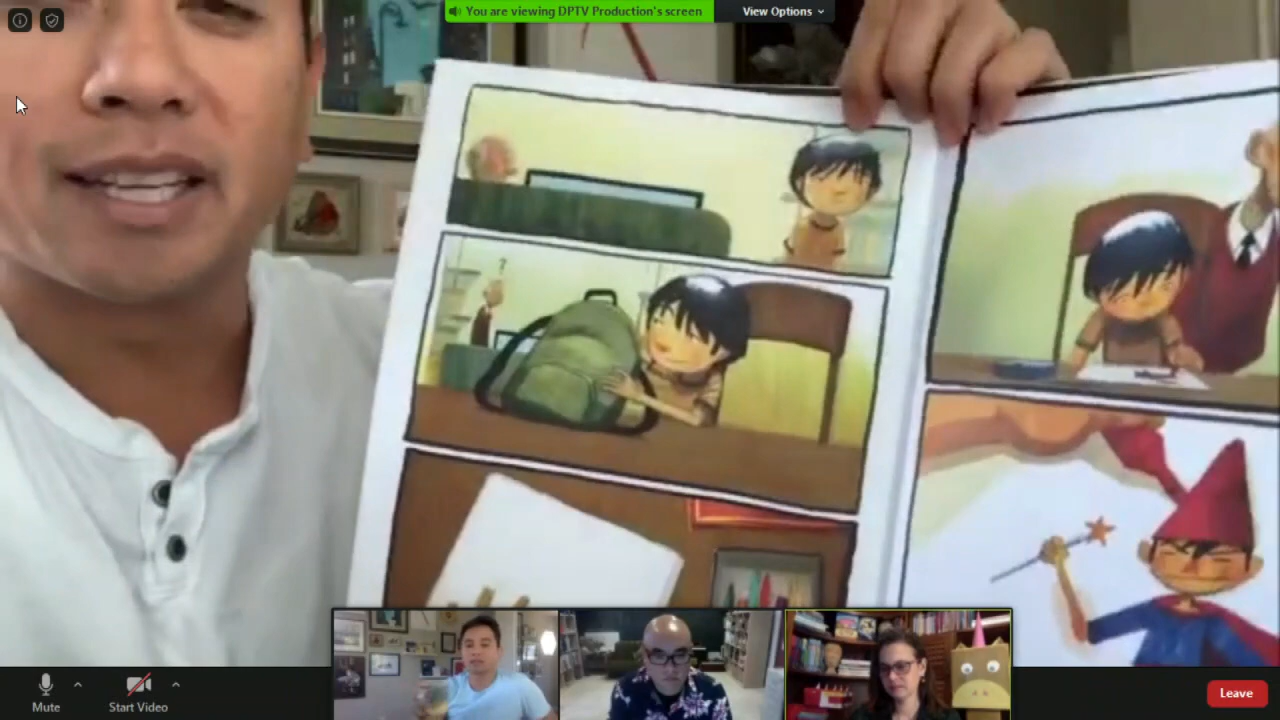 You are viewing DPTV Production's screen
View Options
Mute
Start Video
Leave